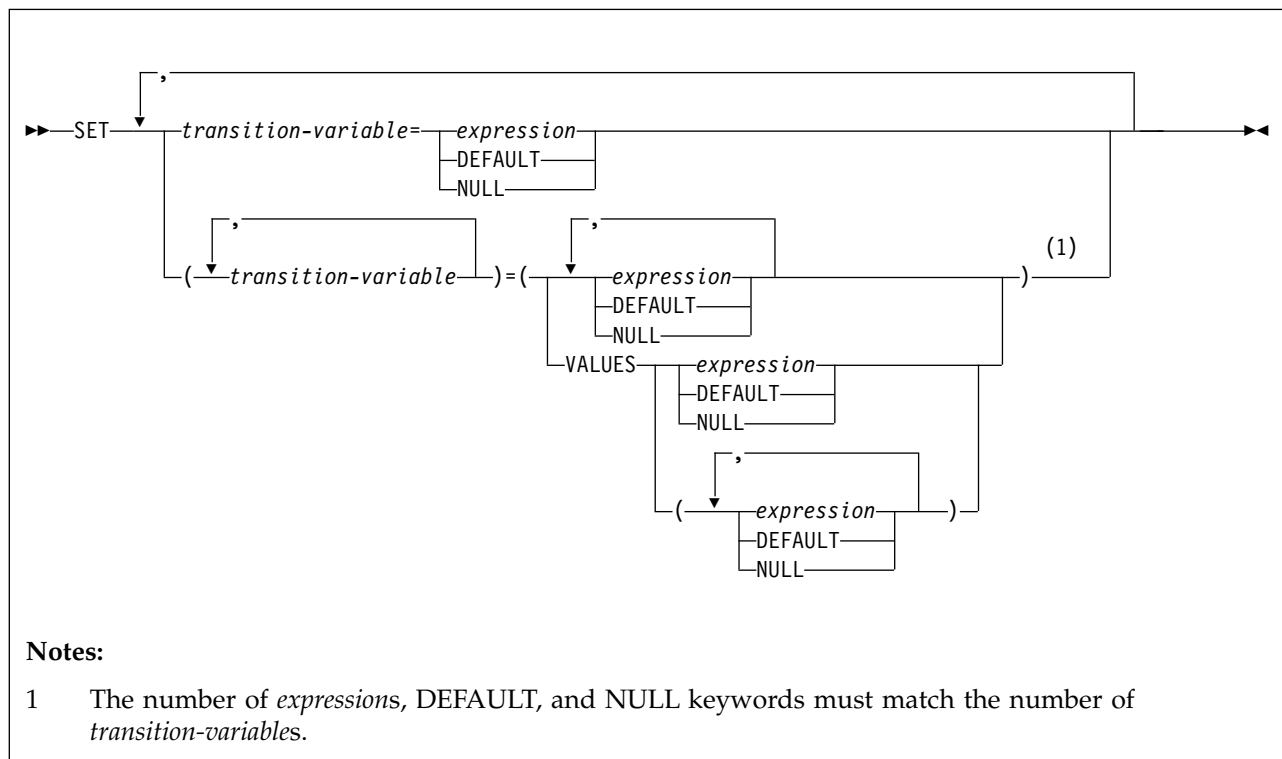 ,
SET transition-variable= expression
DEFAULT
NULL
, ,
(1)
( transition-variable )=( expression )
DEFAULT
NULL
VALUES expression
DEFAULT
NULL
,
( expression )
DEFAULT
NULL
Notes:
1 The number of expressions, DEFAULT, and NULL keywords must match the number of
transition-variables.